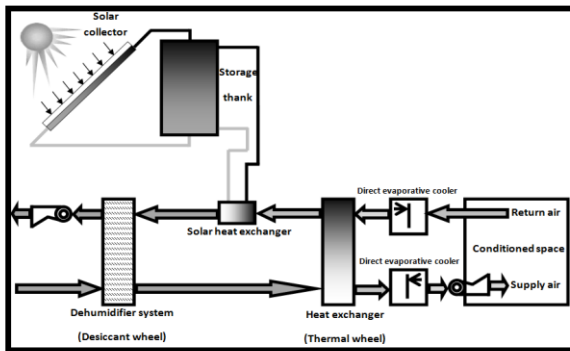 Solar
collector
Storage
thank
Direct evaporative cooler
Return air
Solar heat exchanger
Conditioned space
Direct evaporative cooler
Supply air
Dehumidifier system
Heat exchanger
(Desiccant wheel)
(Thermal wheel)